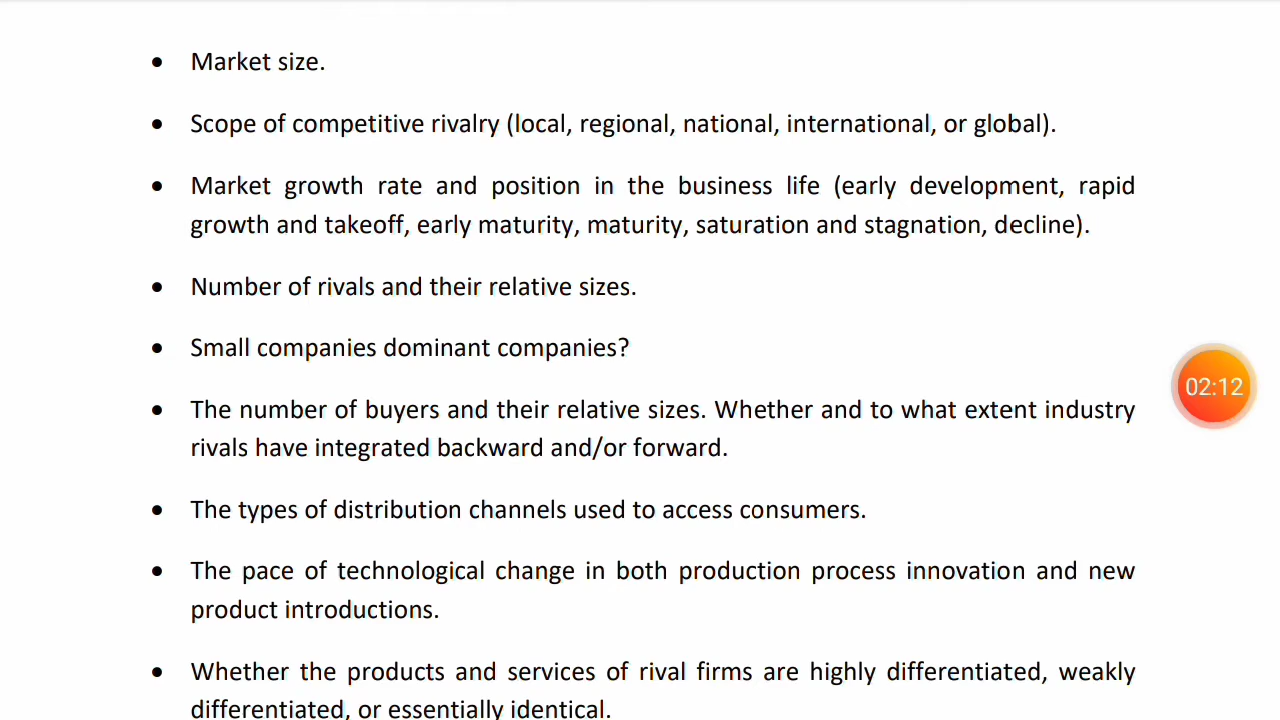 • Market size.
• Scope of competitive rivalry (local, regional, national, international, or global).
• Market growth rate and position in the business life (early development, rapid
growth and takeoff, early maturity, maturity, saturation and stagnation, decline).
• Number of rivals and their relative sizes.
• Small companies dominant companies?
• The number of buyers and their relative sizes. Whether and to what extent industry
rivals have integrated backward and/or forward.
02:12
• The types of distribution channels used to access consumers.
• The pace of technological change in both production process innovation and new
product introductions.
• Whether the products and services of rival firms are highly differentiated, weakly
differentiated, or essentially identical.